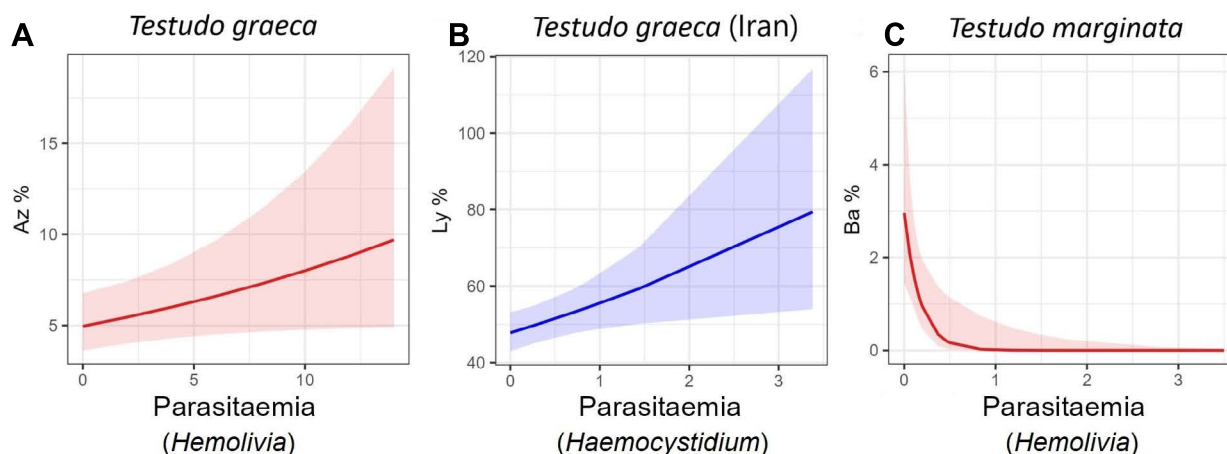 A
Testudo graeca
Az %
15
10
5
0
5
10
Parasitaemia
(Hemolivia)
B
Testudo graeca (Iran)
Ly %
120
100
80
60
40
0
1
2
3
Parasitaemia
(Haemocystidium)
C
Testudo marginata
Ba %
6
4
2
0
0
1
2
3
Parasitaemia
(Hemolivia)